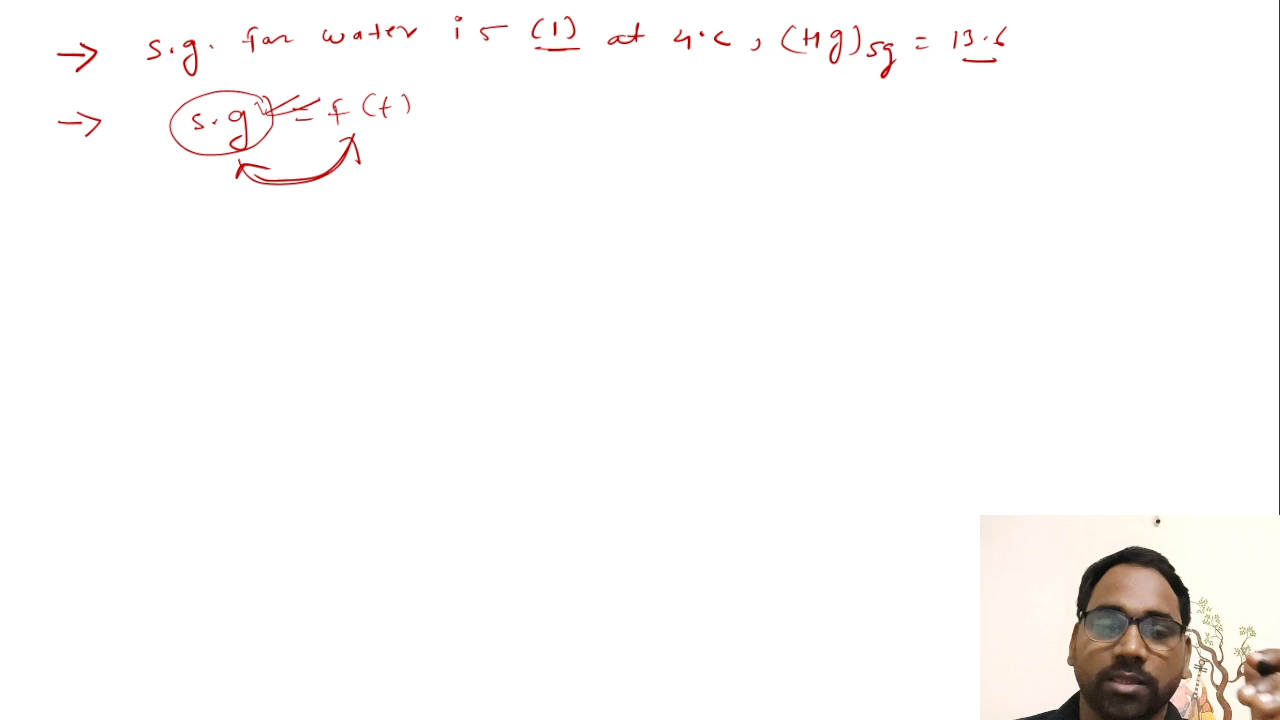 → s.g. for water is (1) at 4°c, (Hg)sg = 13.6
→ s.g = f(t)